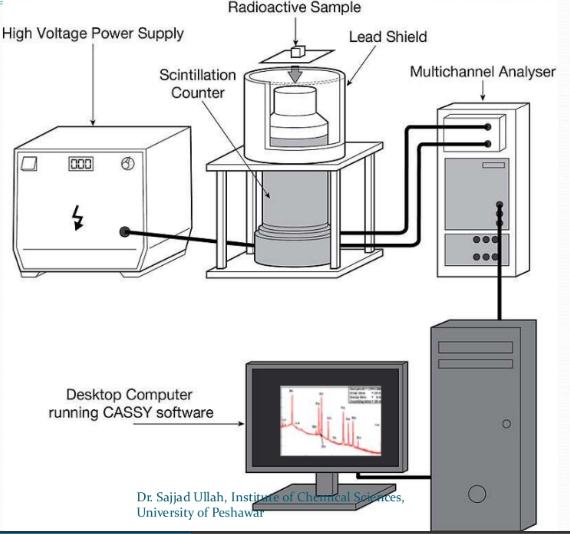 Radioactive Sample
High Voltage Power Supply
Lead Shield
Scintillation
Counter
Multichannel Analyser
000
Desktop Computer
running CASSY software
Dr. Sajjad Ullah, Institute of Chemical Sciences,
University of Peshawar